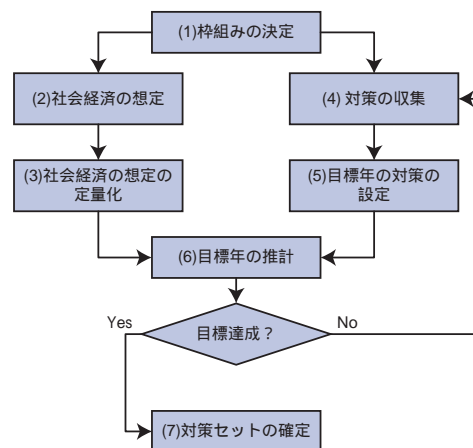 (1)枠組みの決定
(2)社会経済の想定
(4) 対策の収集
(3)社会経済の想定の
定量化
(5)目標年の対策の
設定
(6)目標年の推計
Yes
目標達成？
No
(7)対策セットの確定